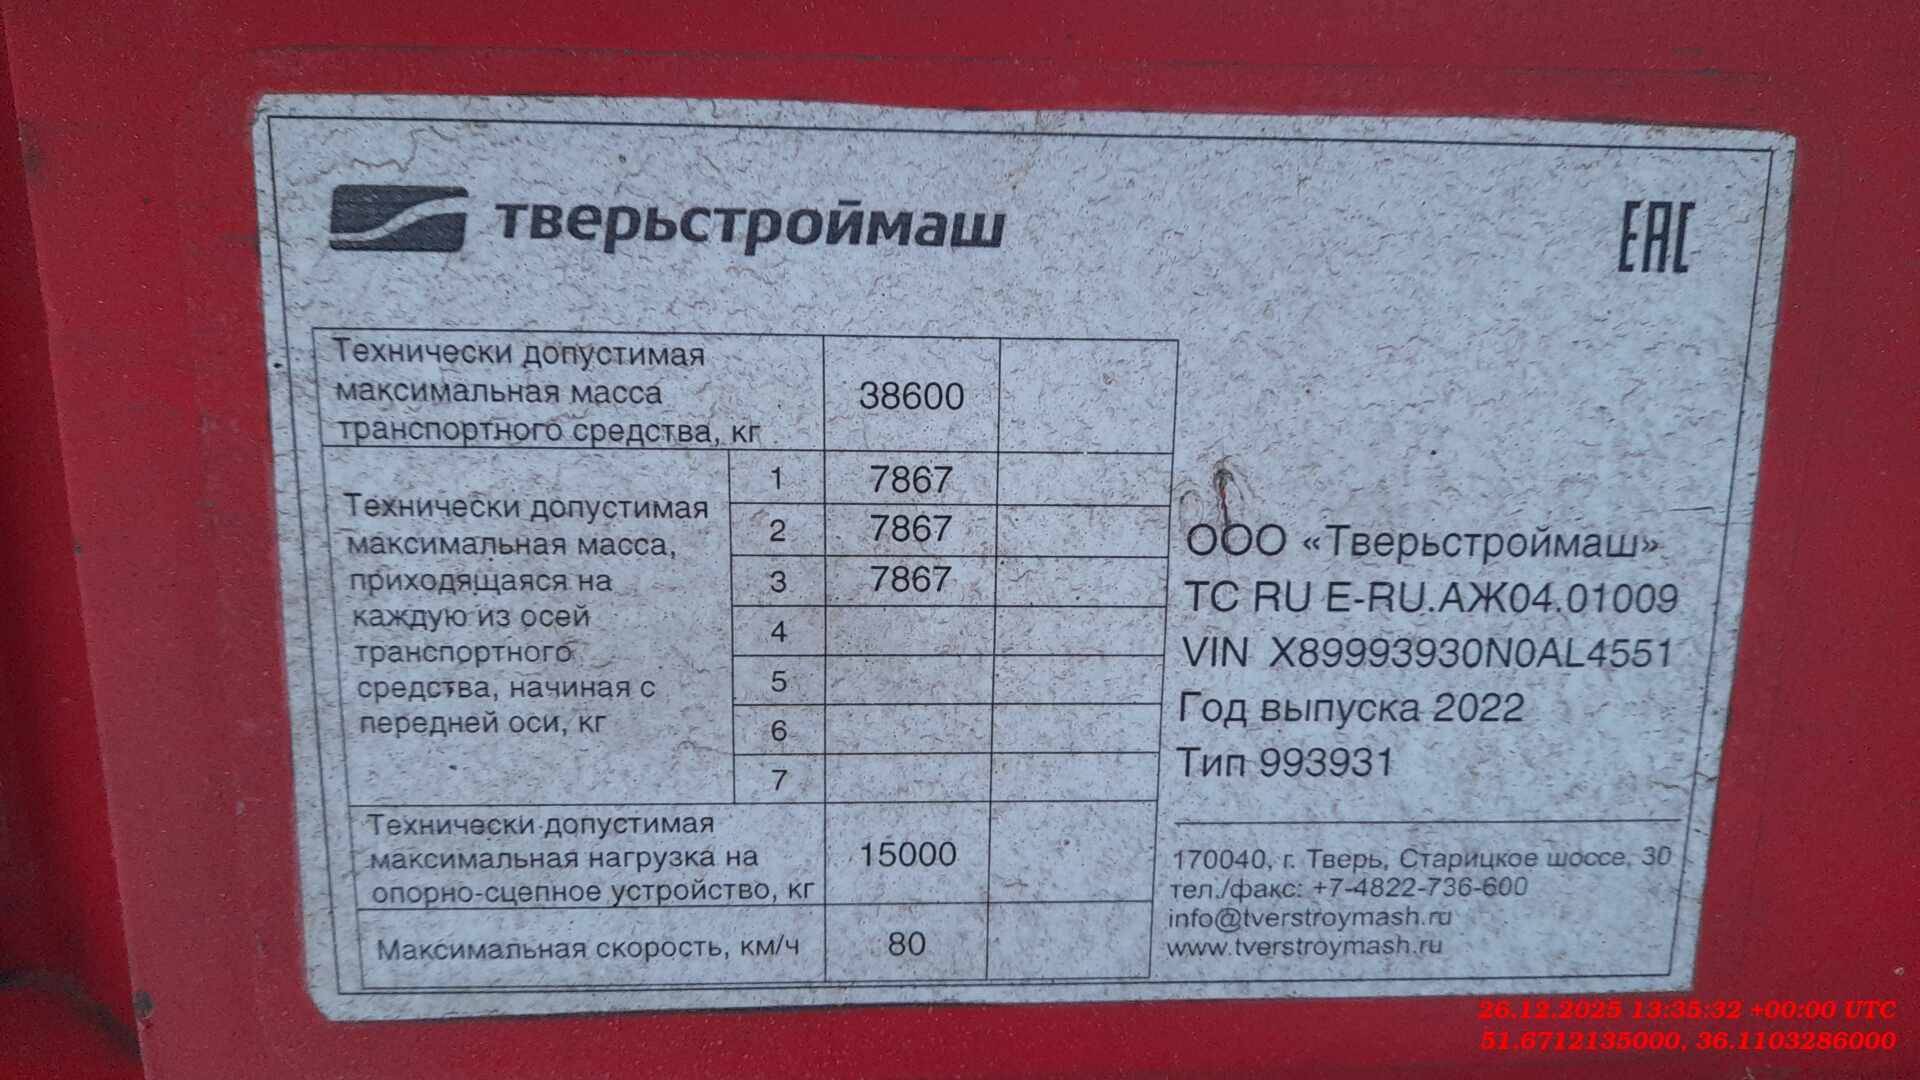 тверьстроймаш
ЕАС
Технически допустимая
максимальная масса
транспортного средства, кг
38600
Технически допустимая
максимальная масса,
приходящаяся на
каждую из осей
транспортного
средства, начиная с
передней оси, кг
1 7867
2 7867
3 7867
4
5
6
7
Технически допустимая
максимальная нагрузка на
опорно-сцепное устройство, кг
15000
Максимальная скорость, км/ч 80
ООО «Тверьстроймаш»
ТС RU E-RU.АЖ04.01009
VIN X89993930N0AL4551
Год выпуска 2022
Тип 993931
170040, г. Тверь, Старицкое шоссе, 30
тел./факс: +7-4822-736-600
info@tverstroymash.ru
www.tverstroymash.ru
26.12.2025 13:35:32 +00:00 UTC
51.6712135000, 36.1103286000